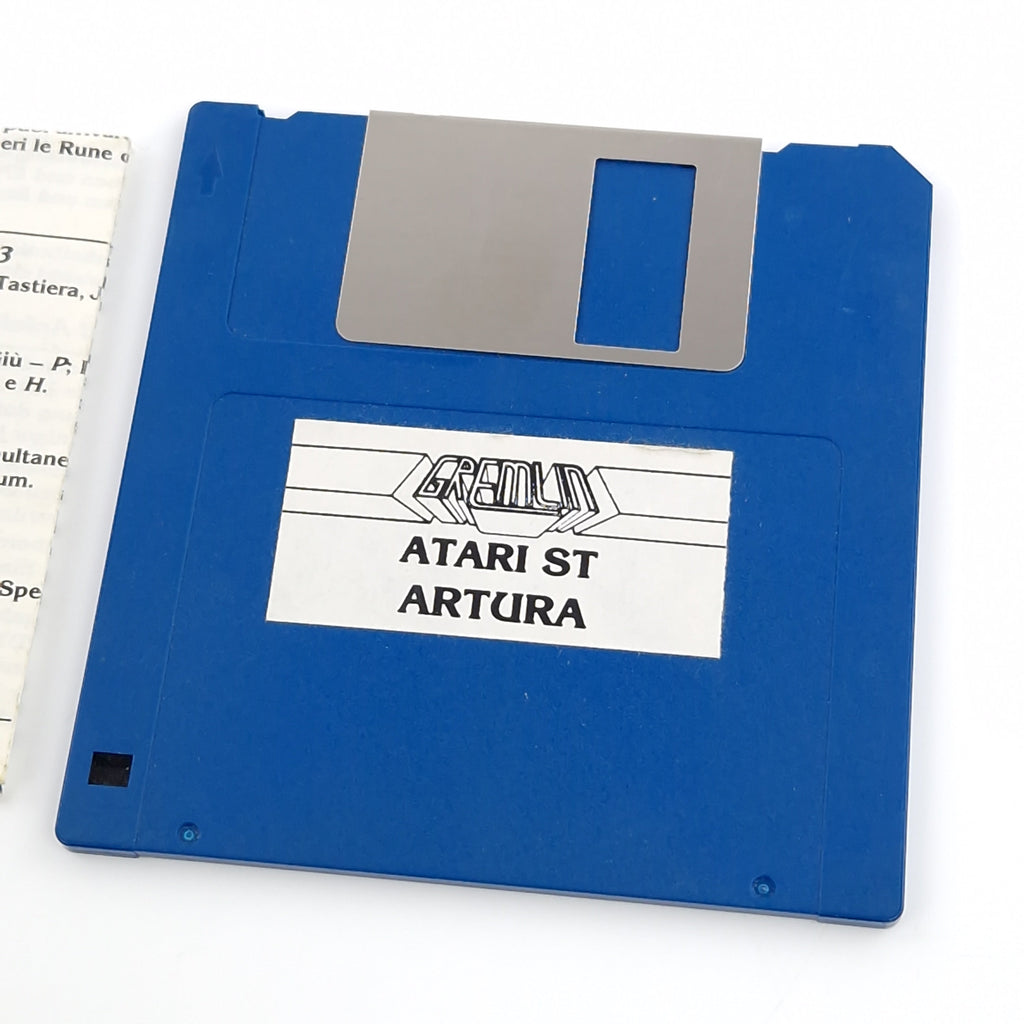 eri le Rune
3
Tastiera, J
iù – P;
e H.
ultane
um.
Spe
GREMLIN
ATARI ST
ARTURA